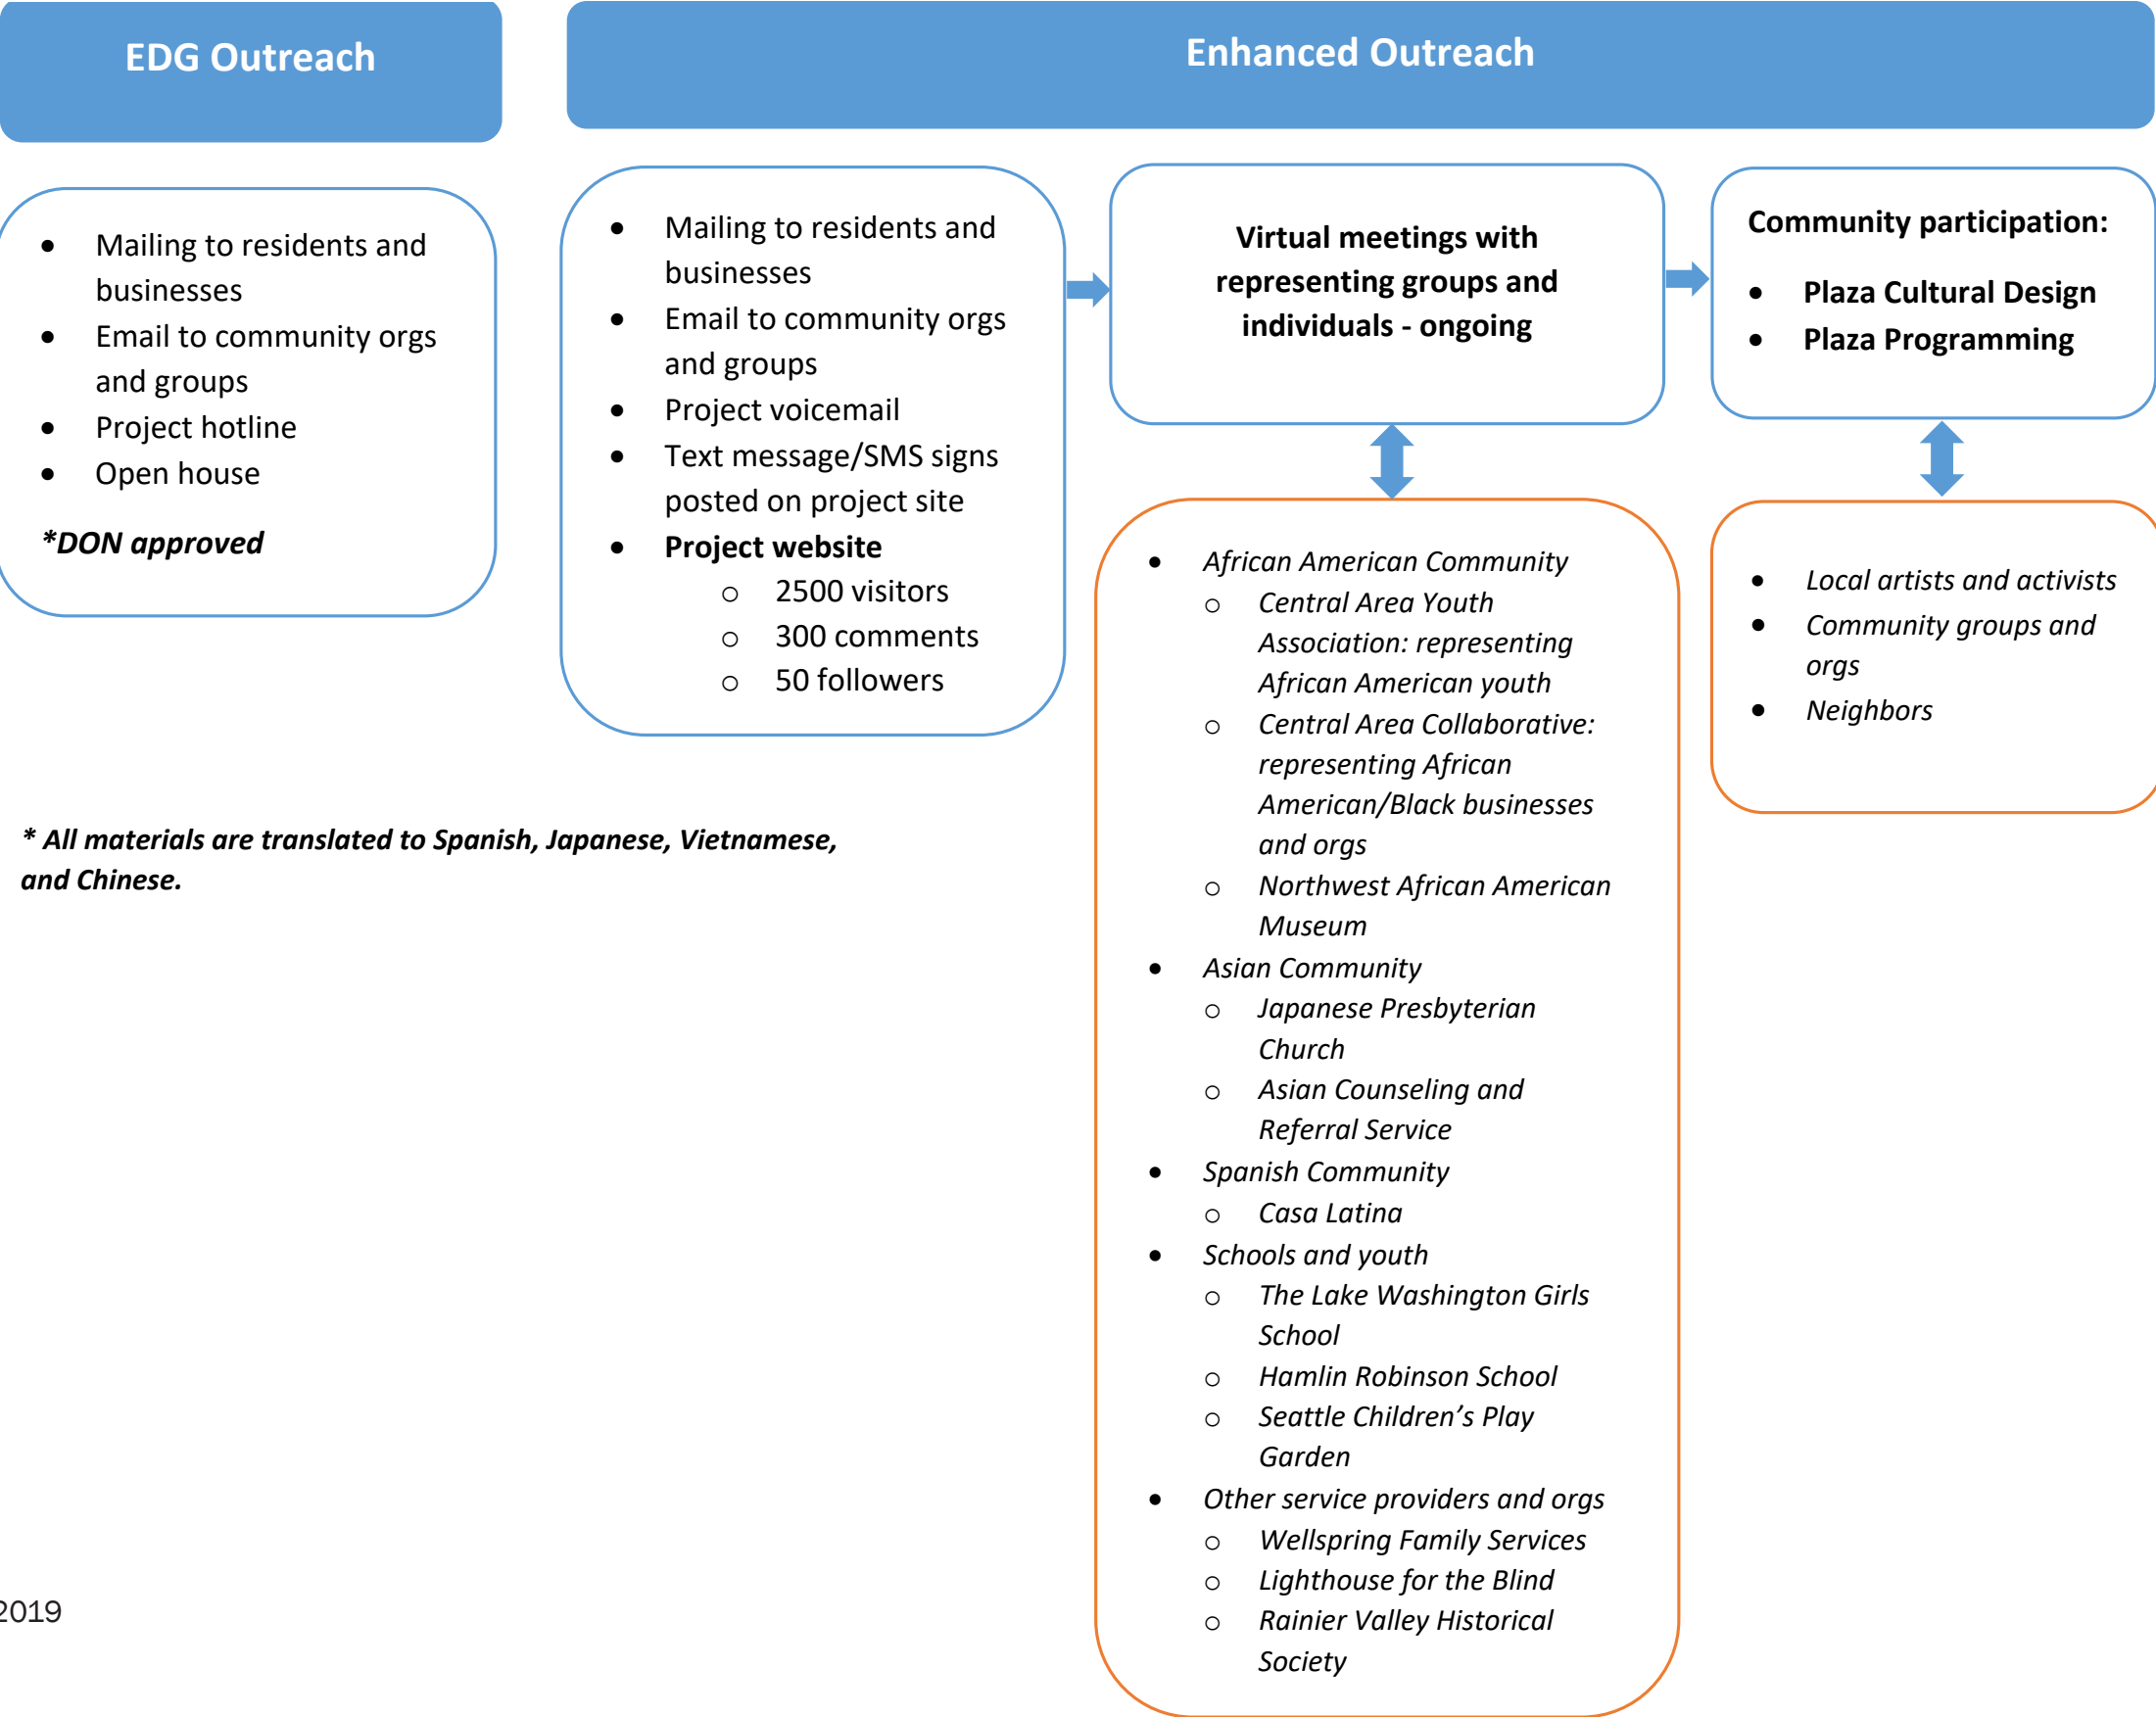 EDG Outreach
Enhanced Outreach
• Mailing to residents and
businesses
• Email to community orgs
and groups
• Project hotline
• Open house
*DON approved
• Mailing to residents and
businesses
• Email to community orgs
and groups
• Project voicemail
• Text message/SMS signs
posted on project site
• Project website
o 2500 visitors
o 300 comments
o 50 followers
Virtual meetings with
representing groups and
individuals - ongoing
Community participation:
• Plaza Cultural Design
• Plaza Programming
• African American Community
o Central Area Youth
Association: representing
African American youth
o Central Area Collaborative:
representing African
American/Black businesses
and orgs
o Northwest African American
Museum
• Asian Community
o Japanese Presbyterian
Church
o Asian Counseling and
Referral Service
• Spanish Community
o Casa Latina
• Schools and youth
o The Lake Washington Girls
School
o Hamlin Robinson School
o Seattle Children’s Play
Garden
• Other service providers and orgs
o Wellspring Family Services
o Lighthouse for the Blind
o Rainier Valley Historical
Society
• Local artists and activists
• Community groups and
orgs
• Neighbors
* All materials are translated to Spanish, Japanese, Vietnamese,
and Chinese.
2019